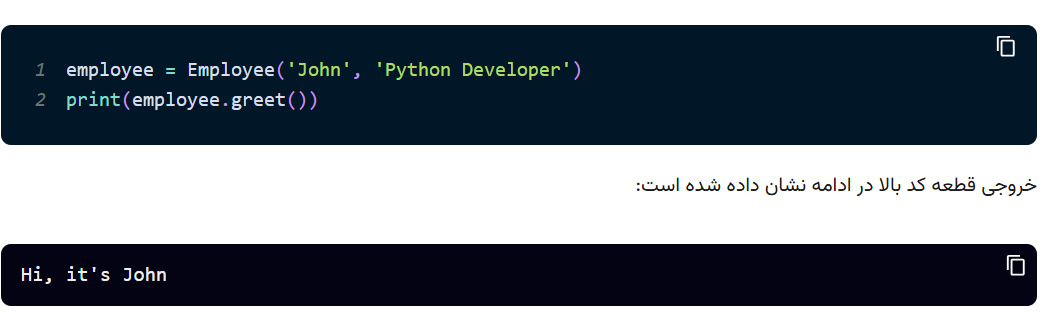 1 employee = Employee('John', 'Python Developer')
2 print(employee.greet())
خروجی قطعه کد بالا در ادامه نشان داده شده است:
Hi, it's John